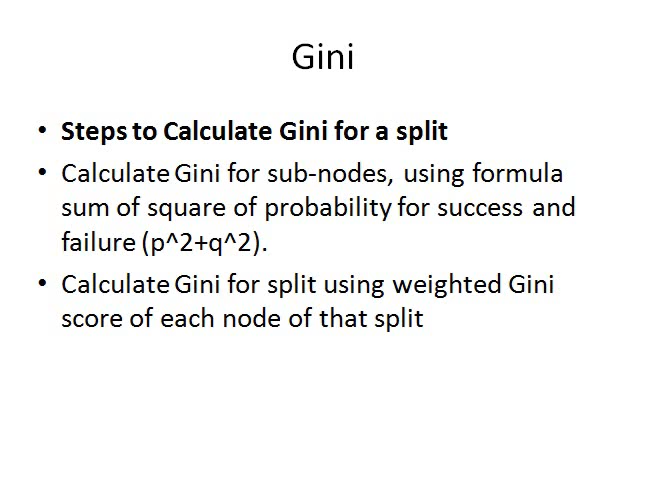 Gini
• Steps to Calculate Gini for a split
• Calculate Gini for sub-nodes, using formula
sum of square of probability for success and
failure (p^2+q^2).
• Calculate Gini for split using weighted Gini
score of each node of that split